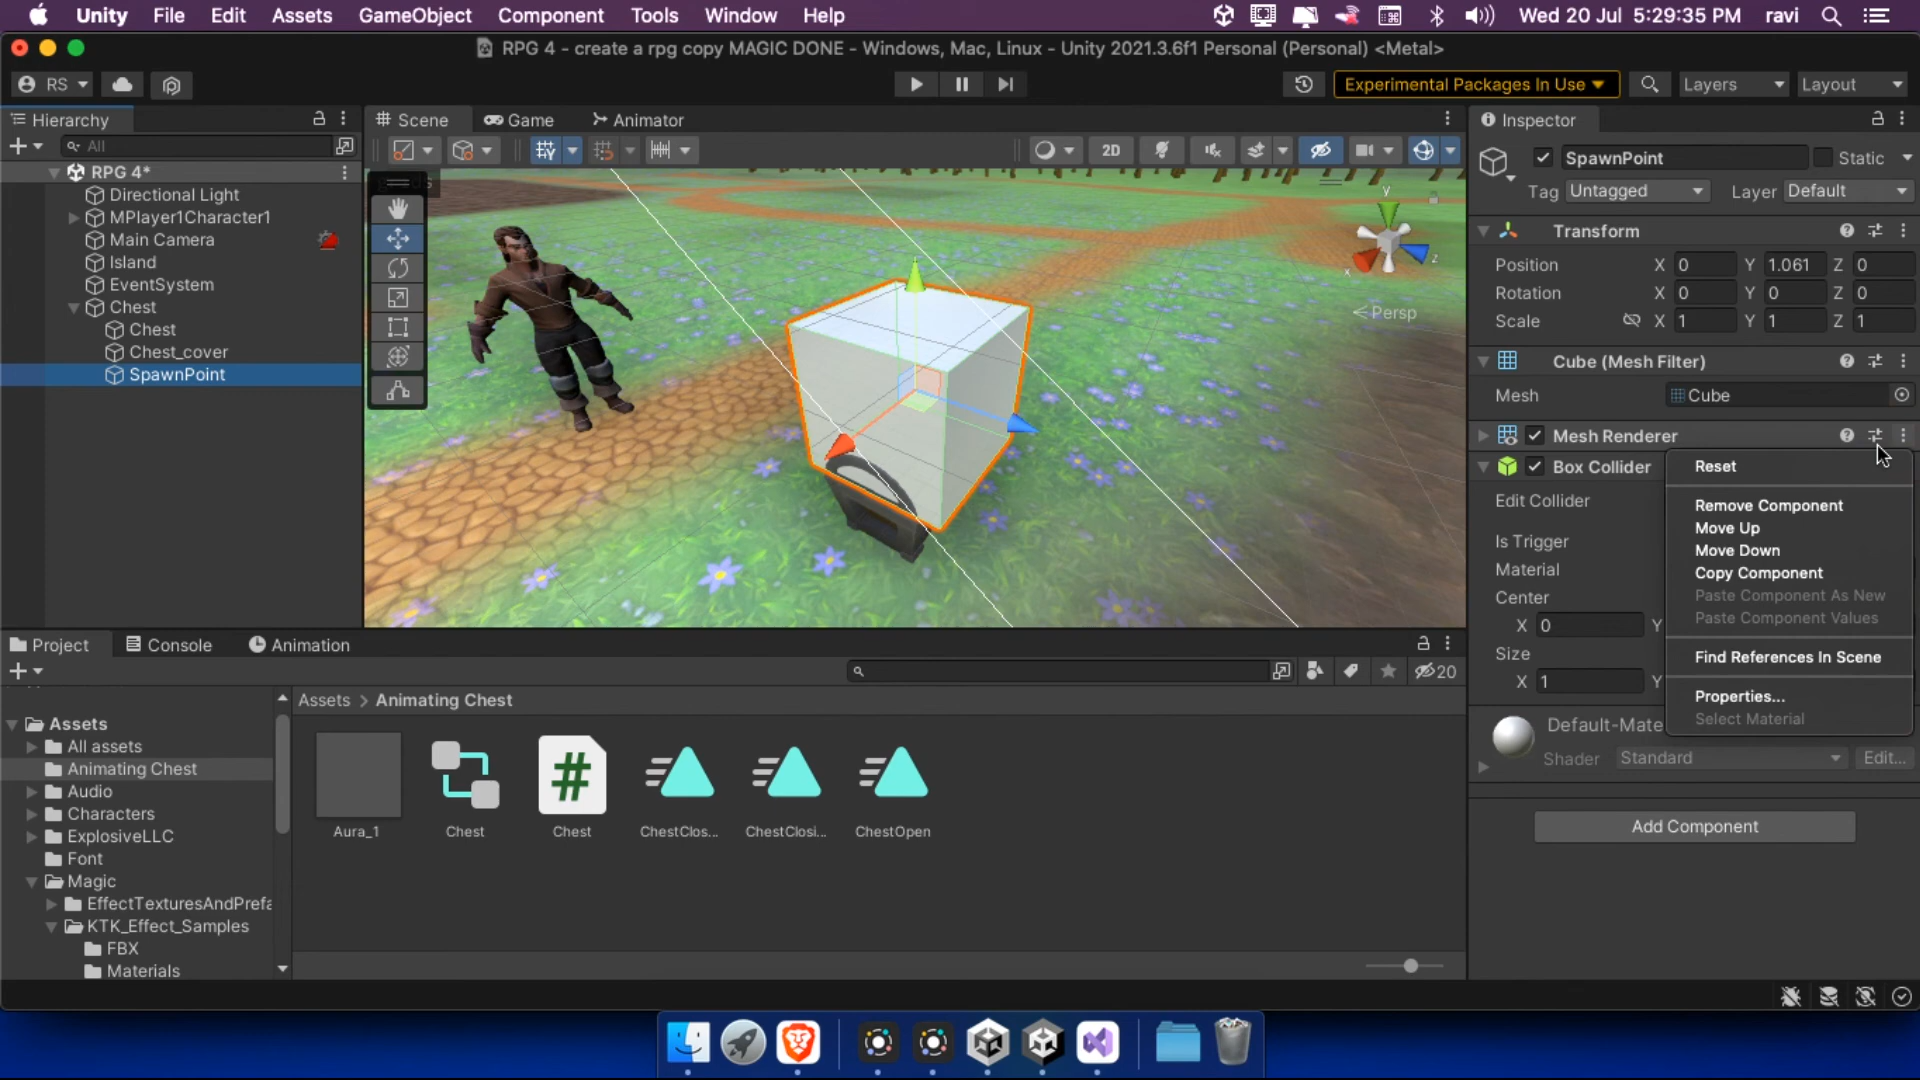 Unity File Edit Assets GameObject Component Tools Window Help Wed 20 Jul 5:29:35 PM ravi
RPG 4 - create a rpg copy MAGIC DONE - Windows, Mac, Linux - Unity 2021.3.6f1 Personal (Personal) <Metal>
RS Experimental Packages In Use Layers Layout
Hierarchy
All
RPG 4*
Directional Light
MPlayer1Character1
Main Camera
Island
EventSystem
Chest
Chest
Chest_cover
SpawnPoint
Scene Game Animator
2D
y
x
z
Persp
Inspector
SpawnPoint Static
Tag Untagged Layer Default
Transform
Position X 0 Y 1.061 Z 0
Rotation X 0 Y 0 Z 0
Scale X 1 Y 1 Z 1
Cube (Mesh Filter)
Mesh Cube
Mesh Renderer
Box Collider
Edit Collider
Is Trigger
Material
Center
X 0 Y
Size
X 1 Y
Reset
Remove Component
Move Up
Move Down
Copy Component
Paste Component As New
Paste Component Values
Find References In Scene
Properties...
Select Material
Default-Mate
Shader Standard Edit...
Add Component
Project Console Animation
20
Assets
All assets
Animating Chest
Audio
Characters
ExplosiveLLC
Font
Magic
EffectTexturesAndPrefa
KTK_Effect_Samples
FBX
Materials
Assets > Animating Chest
Aura_1 Chest Chest ChestClos... ChestClosi... ChestOpen